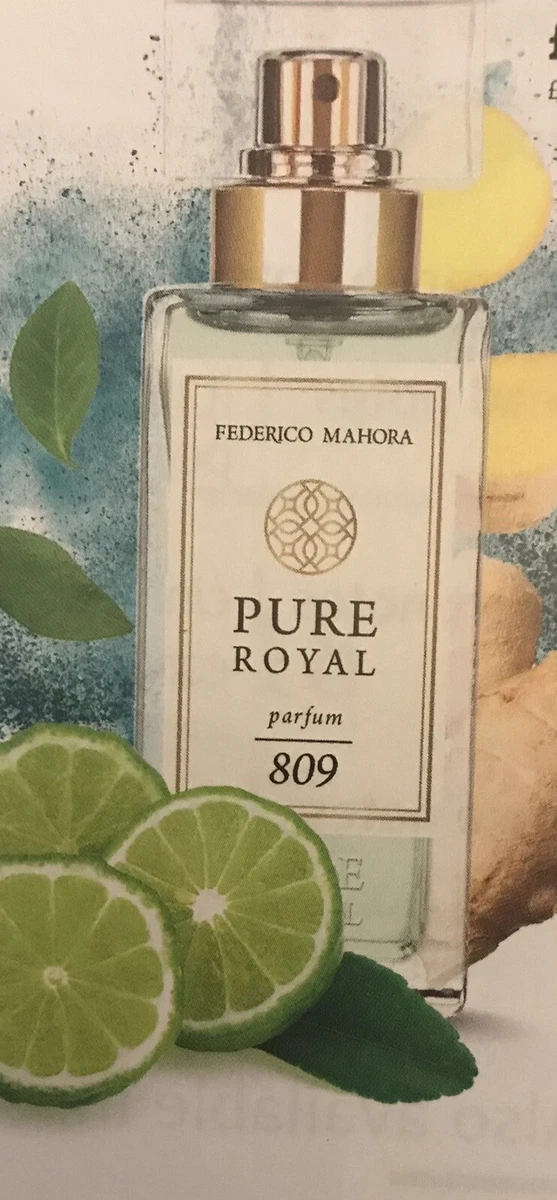 £
FEDERICO MAHORA
PURE
ROYAL
parfum
809
E
L